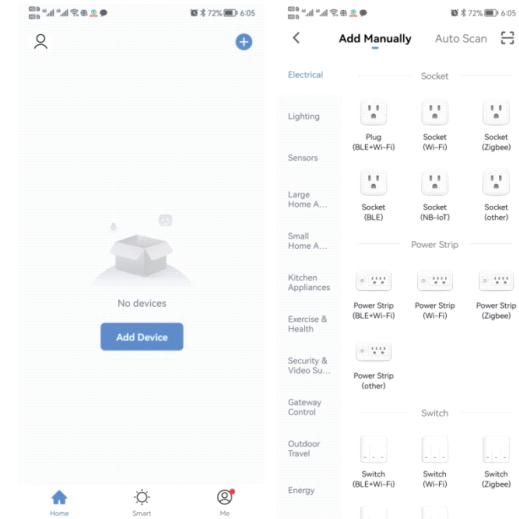 72% 6:05
No devices
Add Device
Home
Smart
Me
72% 6:05
Add Manually
Auto Scan
Electrical
Lighting
Sensors
Large
Home A...
Small
Home A...
Kitchen
Appliances
Exercise &
Health
Security &
Video Su...
Gateway
Control
Outdoor
Travel
Energy
Socket
Plug
(BLE+Wi-Fi)
Socket
(Wi-Fi)
Socket
(Zigbee)
Socket
(BLE)
Socket
(NB-IoT)
Socket
(other)
Power Strip
Power Strip
(BLE+Wi-Fi)
Power Strip
(Wi-Fi)
Power Strip
(Zigbee)
Power Strip
(other)
Switch
Switch
(BLE+Wi-Fi)
Switch
(Wi-Fi)
Switch
(Zigbee)